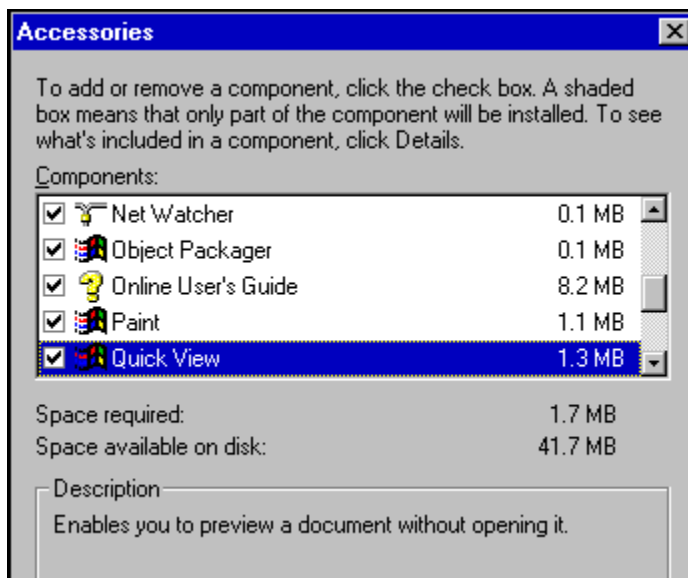 Accessories
To add or remove a component, click the check box. A shaded
box means that only part of the component will be installed. To see
what's included in a component, click Details.
Components:
Net Watcher 0.1 MB
Object Packager 0.1 MB
Online User's Guide 8.2 MB
Paint 1.1 MB
Quick View 1.3 MB
Space required: 1.7 MB
Space available on disk: 41.7 MB
Description
Enables you to preview a document without opening it.